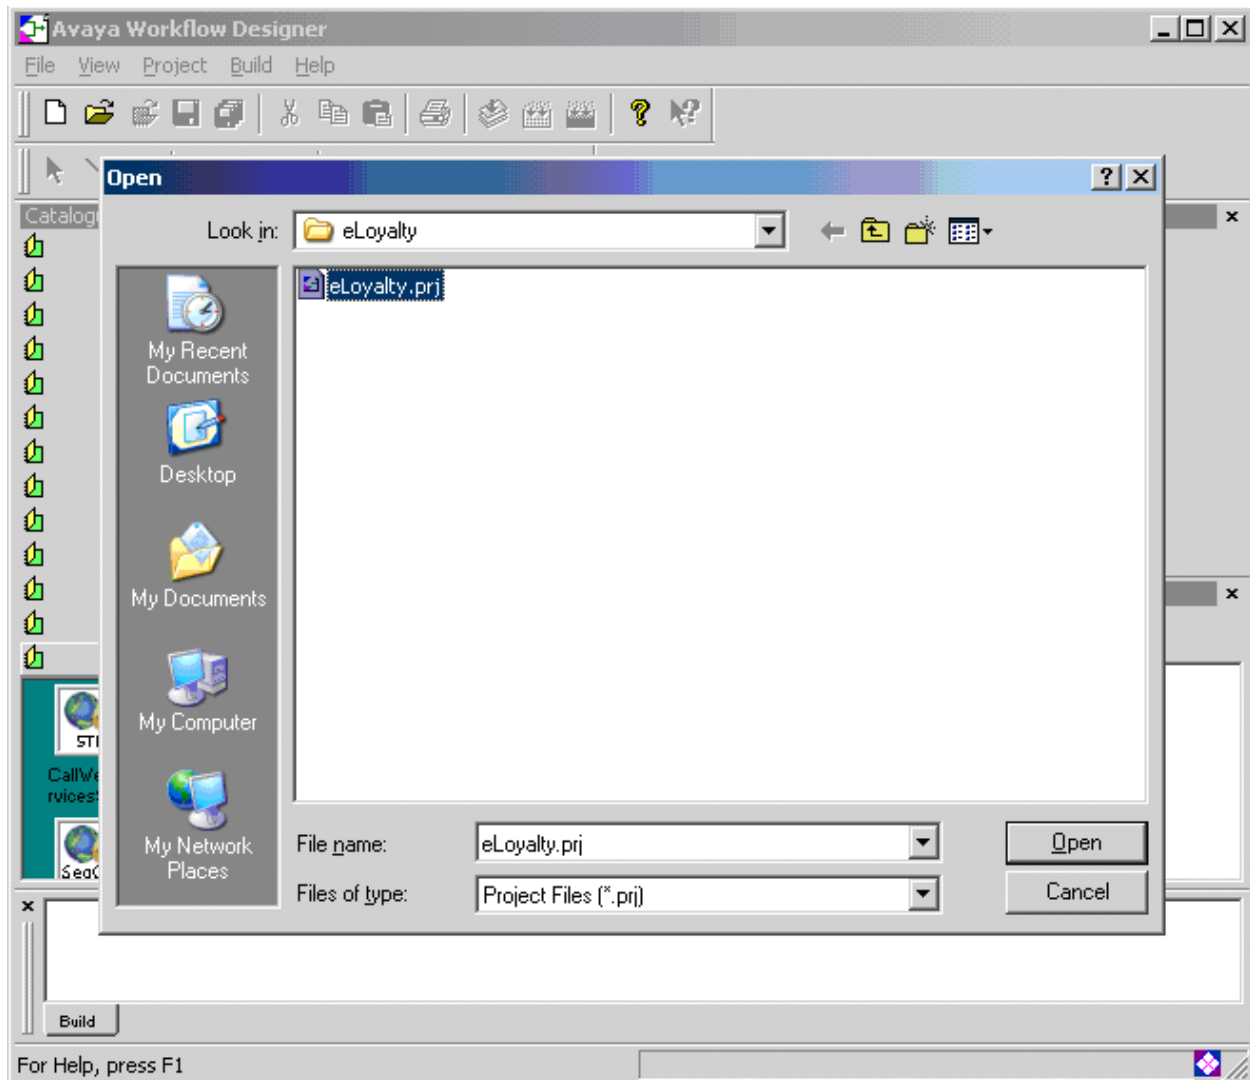 Avaya Workflow Designer
File View Project Build Help
Open
Catalog
Look in:
eLoyalty
eLoyalty.prj
My Recent
Documents
Desktop
My Documents
My Computer
My Network
Places
CallWe
rvices
File name:
eLoyalty.prj
Open
Files of type:
Project Files (*.prj)
Cancel
Build
For Help, press F1